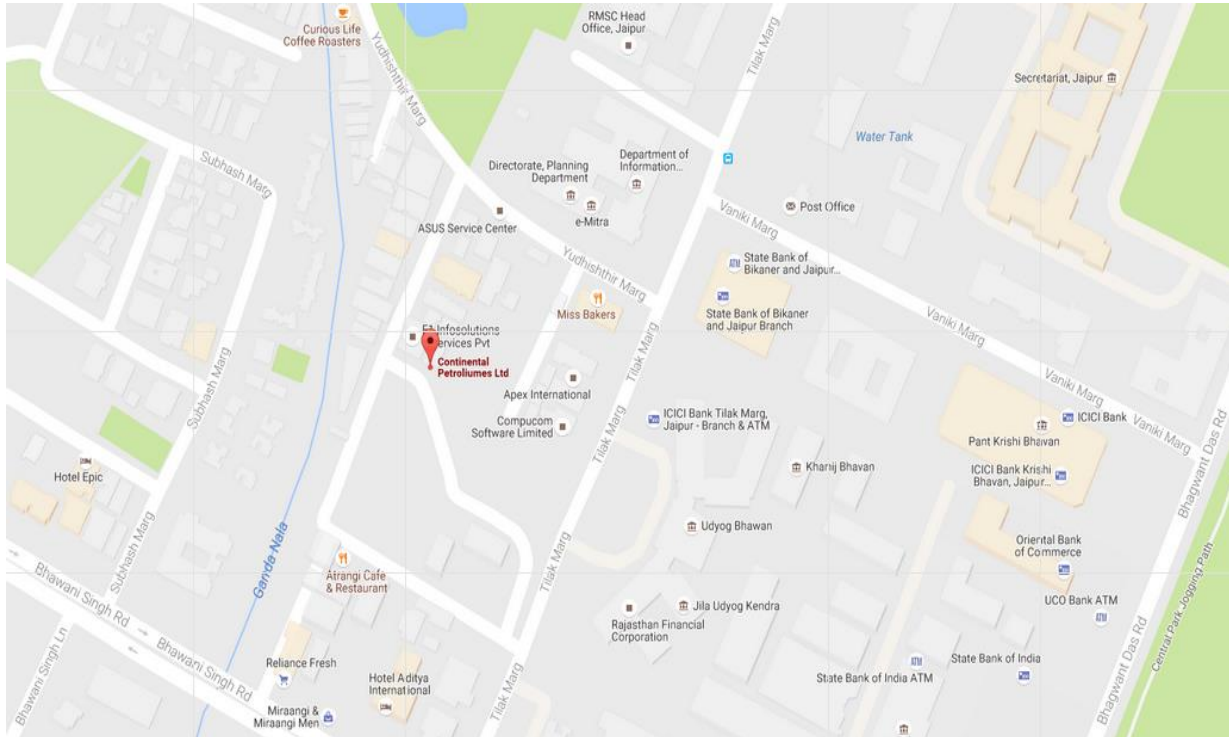 Curious Life
Coffee Roasters
Yudhishthir Marg
RMSC Head
Office, Jaipur
Tilak Marg
Secretariat, Jaipur
Water Tank
Subhash Marg
Directorate, Planning
Department
Department of
Information...
e-Mitra
ASUS Service Center
Post Office
Vaniki Marg
Yudhishthir Marg
State Bank of
Bikaner and Jaipur...
ATM
Miss Bakers
State Bank of Bikaner
and Jaipur Branch
Vaniki Marg
Infosolutions
ervices Pvt
Continental
Petroliumes Ltd
Tilak Marg
Subhash Marg
Apex International
Vaniki Marg
Compucom
Software Limited
ICICI Bank Tilak Marg,
Jaipur - Branch & ATM
ICICI Bank
Vaniki Marg
Pant Krishi Bhavan
Tilak Marg
Bhagwant Das Rd
Hotel Epic
Khanij Bhavan
ICICI Bank Krishi
Bhavan, Jaipur...
Udyog Bhawan
Ganda Nala
Subhash Marg
Oriental Bank
of Commerce
Atrangi Cafe
& Restaurant
Tilak Marg
Bhawani Singh Rd
UCO Bank ATM
ATM
Jila Udyog Kendra
Rajasthan Financial
Corporation
Central Park Jogging Path
Bhawani Singh Ln
Bhawani Singh Rd
Reliance Fresh
Hotel Aditya
International
State Bank of India
ATM
State Bank of India ATM
Miraangi &
Miraangi Men
Tilak Marg
Bhagwant Das Rd